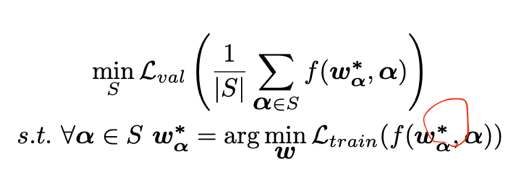 min_S 𝓛_val ( 1/|S| ∑_{α∈S} f(w*_α, α) )
s.t. ∀α ∈ S w*_α = arg min_w 𝓛_train(f(w*_α, α))